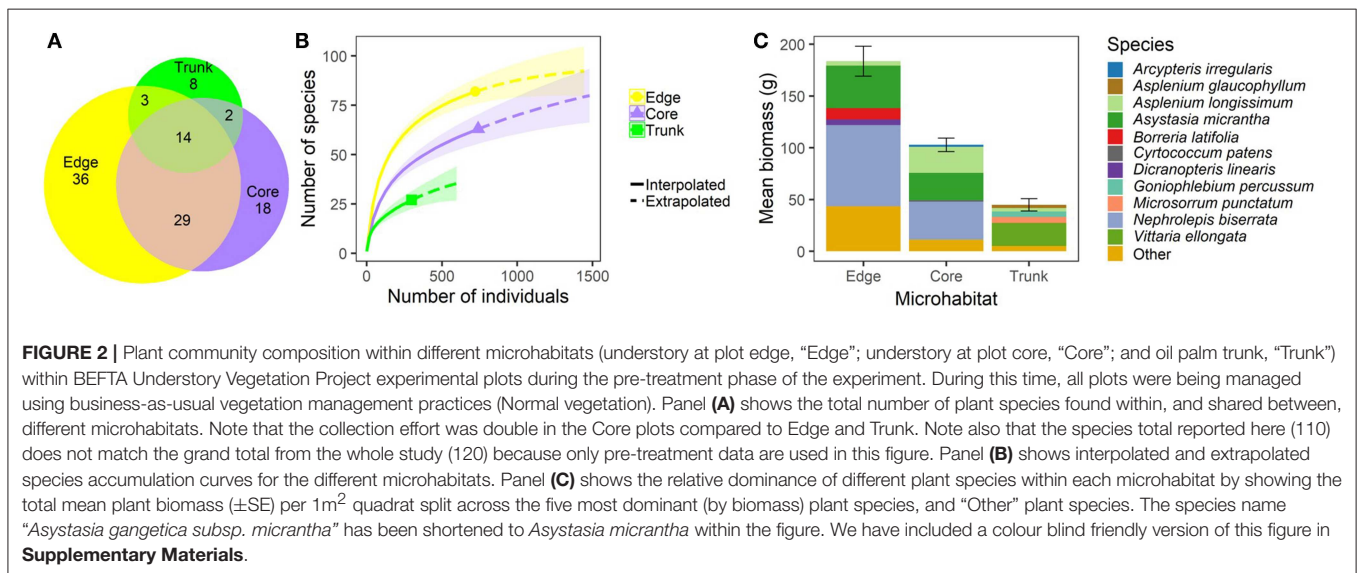 A
Trunk
8
3
2
14
Edge
36
Core
18
29
B
Number of species
100
75
50
25
0
0
500
1000
1500
Number of individuals
Edge
Core
Trunk
Interpolated
Extrapolated
C
Mean biomass (g)
200
150
100
50
0
Edge
Core
Trunk
Microhabitat
Species
Arcypteris irregularis
Asplenium glaucophyllum
Asplenium longissimum
Asystasia micrantha
Borreria latifolia
Cyrtococcum patens
Dicranopteris linearis
Goniophlebium percussum
Microsorrum punctatum
Nephrolepis biserrata
Vittaria ellongata
Other
FIGURE 2 | Plant community composition within different microhabitats (understory at plot edge, “Edge”; understory at plot core, “Core”; and oil palm trunk, “Trunk”)
within BEFTA Understory Vegetation Project experimental plots during the pre-treatment phase of the experiment. During this time, all plots were being managed
using business-as-usual vegetation management practices (Normal vegetation). Panel (A) shows the total number of plant species found within, and shared between,
different microhabitats. Note that the collection effort was double in the Core plots compared to Edge and Trunk. Note also that the species total reported here (110)
does not match the grand total from the whole study (120) because only pre-treatment data are used in this figure. Panel (B) shows interpolated and extrapolated
species accumulation curves for the different microhabitats. Panel (C) shows the relative dominance of different plant species within each microhabitat by showing the
total mean plant biomass (±SE) per 1m² quadrat split across the five most dominant (by biomass) plant species, and “Other” plant species. The species name
“Asystasia gangetica subsp. micrantha” has been shortened to Asystasia micrantha within the figure. We have included a colour blind friendly version of this figure in
Supplementary Materials.